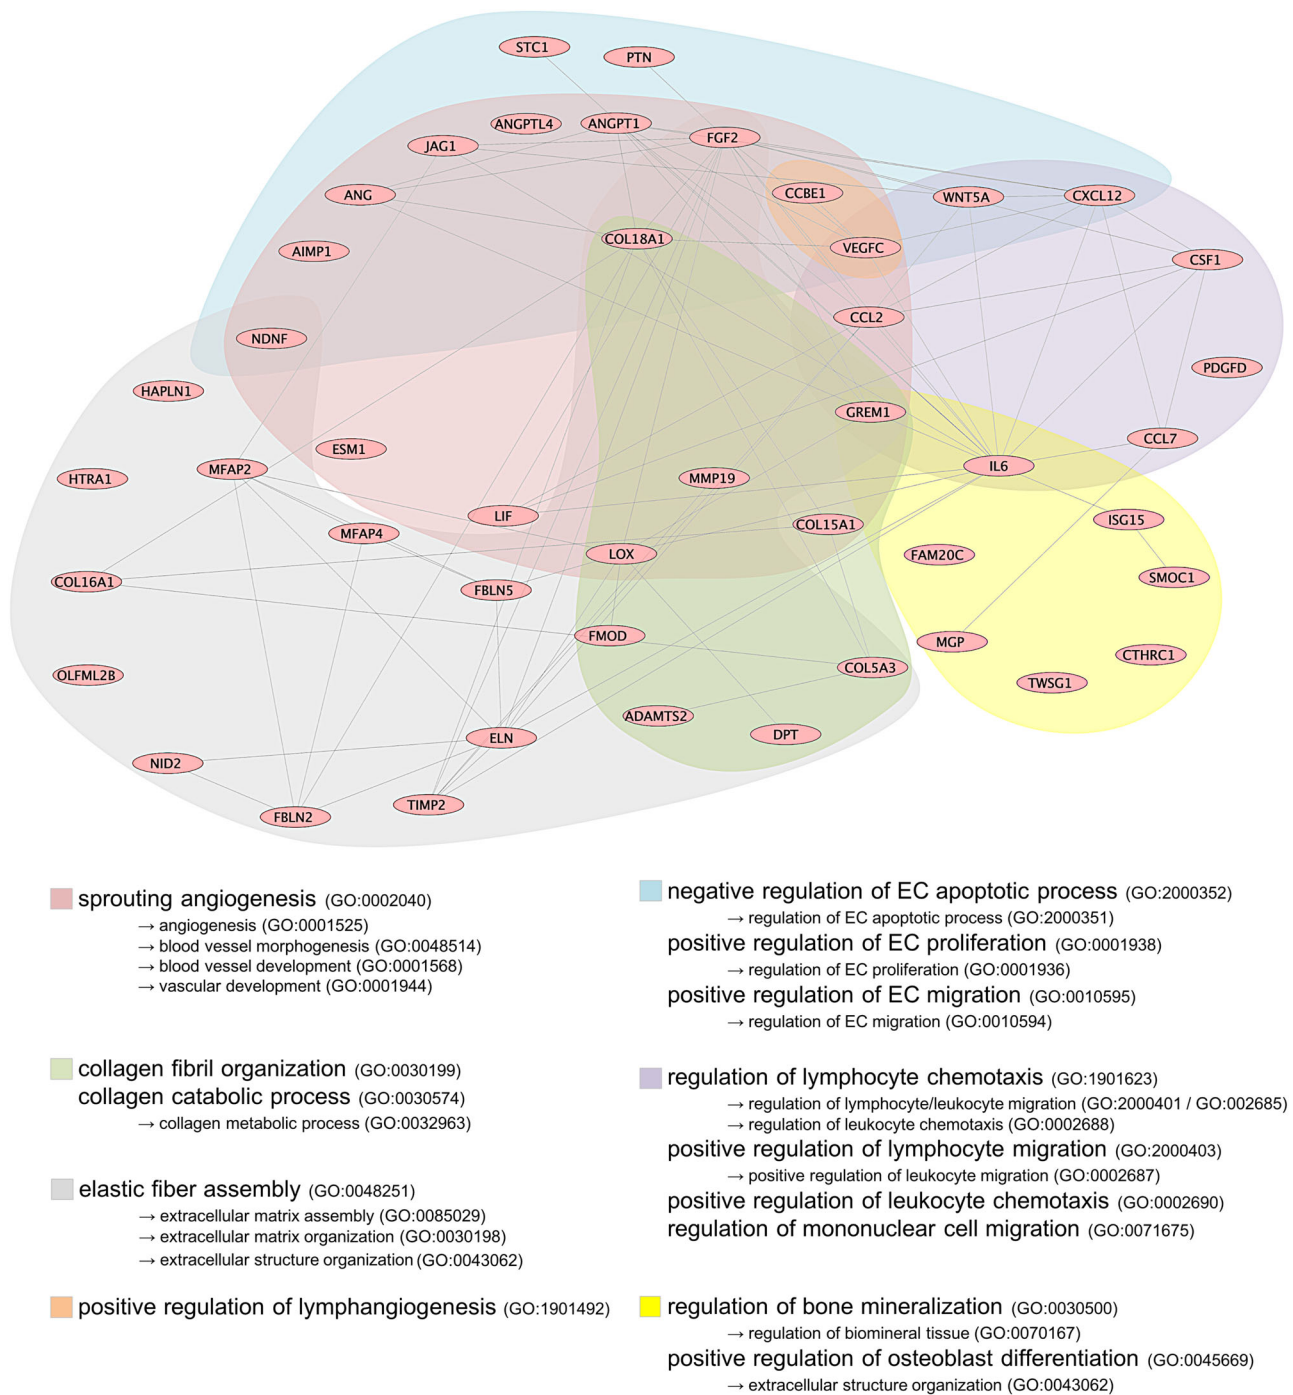 STC1
PTN
ANGPTL4
ANGPT1
FGF2
JAG1
ANG
CCBE1
WNT5A
CXCL12
AIMP1
COL18A1
VEGFC
CSF1
NDNF
CCL2
HAPLN1
PDGFD
GREM1
ESM1
CCL7
MFAP2
IL6
HTRA1
MMP19
LIF
COL15A1
ISG15
MFAP4
LOX
FAM20C
COL16A1
FBLN5
SMOC1
FMOD
MGP
CTHRC1
OLFML2B
COL5A3
TWSG1
ADAMTS2
ELN
DPT
NID2
TIMP2
FBLN2
sprouting angiogenesis (GO:0002040)
→ angiogenesis (GO:0001525)
→ blood vessel morphogenesis (GO:0048514)
→ blood vessel development (GO:0001568)
→ vascular development (GO:0001944)
collagen fibril organization (GO:0030199)
collagen catabolic process (GO:0030574)
→ collagen metabolic process (GO:0032963)
elastic fiber assembly (GO:0048251)
→ extracellular matrix assembly (GO:0085029)
→ extracellular matrix organization (GO:0030198)
→ extracellular structure organization (GO:0043062)
positive regulation of lymphangiogenesis (GO:1901492)
negative regulation of EC apoptotic process (GO:2000352)
→ regulation of EC apoptotic process (GO:2000351)
positive regulation of EC proliferation (GO:0001938)
→ regulation of EC proliferation (GO:0001936)
positive regulation of EC migration (GO:0010595)
→ regulation of EC migration (GO:0010594)
regulation of lymphocyte chemotaxis (GO:1901623)
→ regulation of lymphocyte/leukocyte migration (GO:2000401 / GO:002685)
→ regulation of leukocyte chemotaxis (GO:0002688)
positive regulation of lymphocyte migration (GO:2000403)
→ positive regulation of leukocyte migration (GO:0002687)
positive regulation of leukocyte chemotaxis (GO:0002690)
regulation of mononuclear cell migration (GO:0071675)
regulation of bone mineralization (GO:0030500)
→ regulation of biomineral tissue (GO:0070167)
positive regulation of osteoblast differentiation (GO:0045669)
→ extracellular structure organization (GO:0043062)